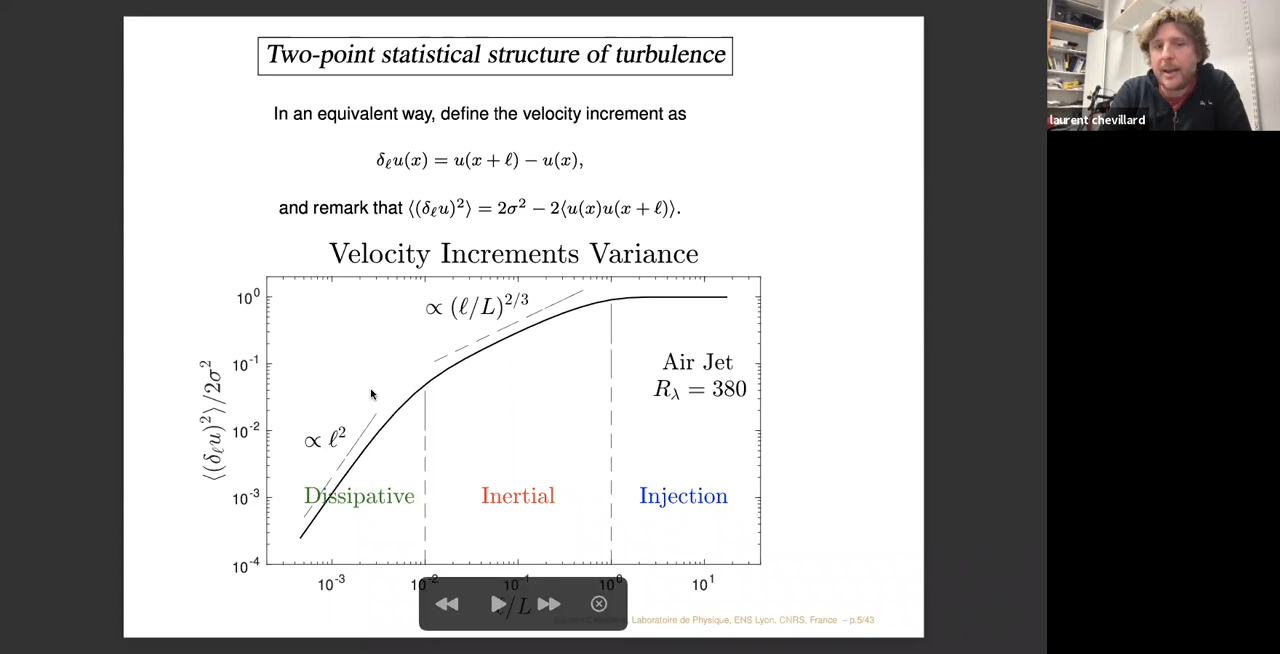 Two-point statistical structure of turbulence
laurent chevillard
In an equivalent way, define the velocity increment as
δ_ℓu(x) = u(x + ℓ) − u(x),
and remark that ⟨(δ_ℓu)²⟩ = 2σ² − 2⟨u(x)u(x + ℓ)⟩.
Velocity Increments Variance
⟨(δ_ℓu)²⟩/2σ²
10⁰
10⁻¹
10⁻²
10⁻³
10⁻⁴
∝ (ℓ/L)^{2/3}
Air Jet
R_λ = 380
∝ ℓ²
Dissipative Inertial Injection
10⁻³ 10⁻² 10⁻¹ 10⁰ 10¹
/L
Laboratoire de Physique, ENS Lyon, CNRS, France – p.5/43